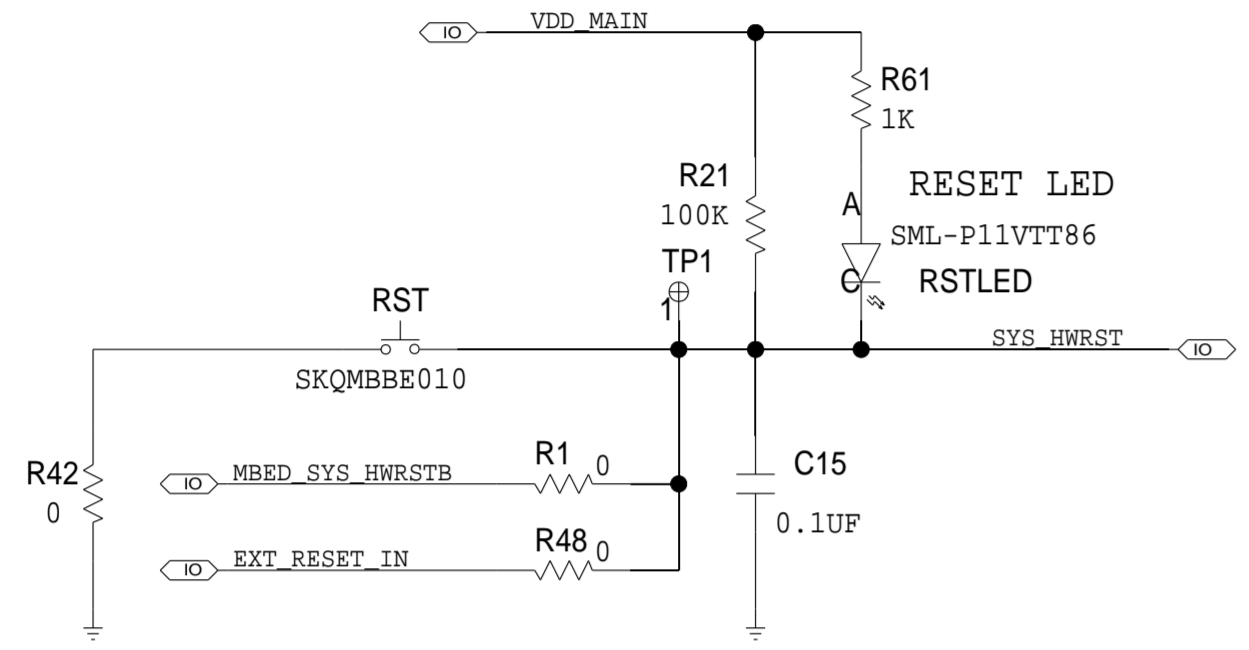 IO VDD_MAIN
R61
1K
R21
100K
RESET LED
A
SML-P11VTT86
C RSTLED
TP1
1
RST
SKQMBBE010
SYS_HWRST IO
R42
0
IO MBED_SYS_HWRSTB R1 0
IO EXT_RESET_IN R48 0
C15
0.1UF